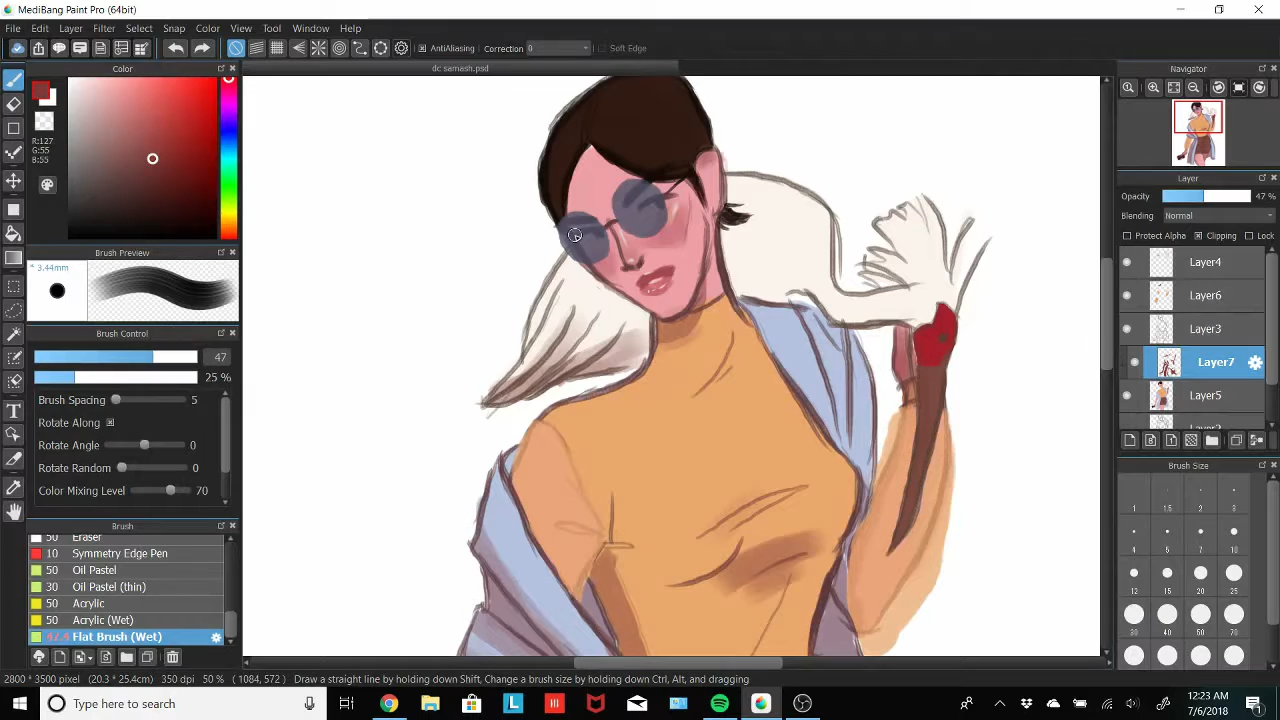 MediBang Paint Pro (64bit)
File Edit Layer Filter Select Snap Color View Tool Window Help
AntiAliasing Correction 0 Soft Edge
Color
dc samash.psd
Navigator
R:127
G:55
B:55
Layer
Opacity 47 %
Blending Normal
Protect Alpha Clipping Lock
Brush Preview
3.44mm
Layer4
Layer6
Layer3
Layer7
Layer5
Brush Control
47
25 %
Brush Spacing 5
Rotate Along
Rotate Angle 0
Rotate Random 0
Color Mixing Level 70
Brush Size
1 1.5 2 3
4 5 7 10
12 15 20 25
30 40 50 70
Brush
50 Eraser
10 Symmetry Edge Pen
50 Oil Pastel
30 Oil Pastel (thin)
50 Acrylic
50 Acrylic (Wet)
47.4 Flat Brush (Wet)
2800 * 3500 pixel (20.3 * 25.4cm) 350 dpi 50 % ( 1084, 572 ) Draw a straight line by holding down Shift, Change a brush size by holding down Ctrl, Alt, and dragging
Type here to search
12:23 AM
7/6/2018